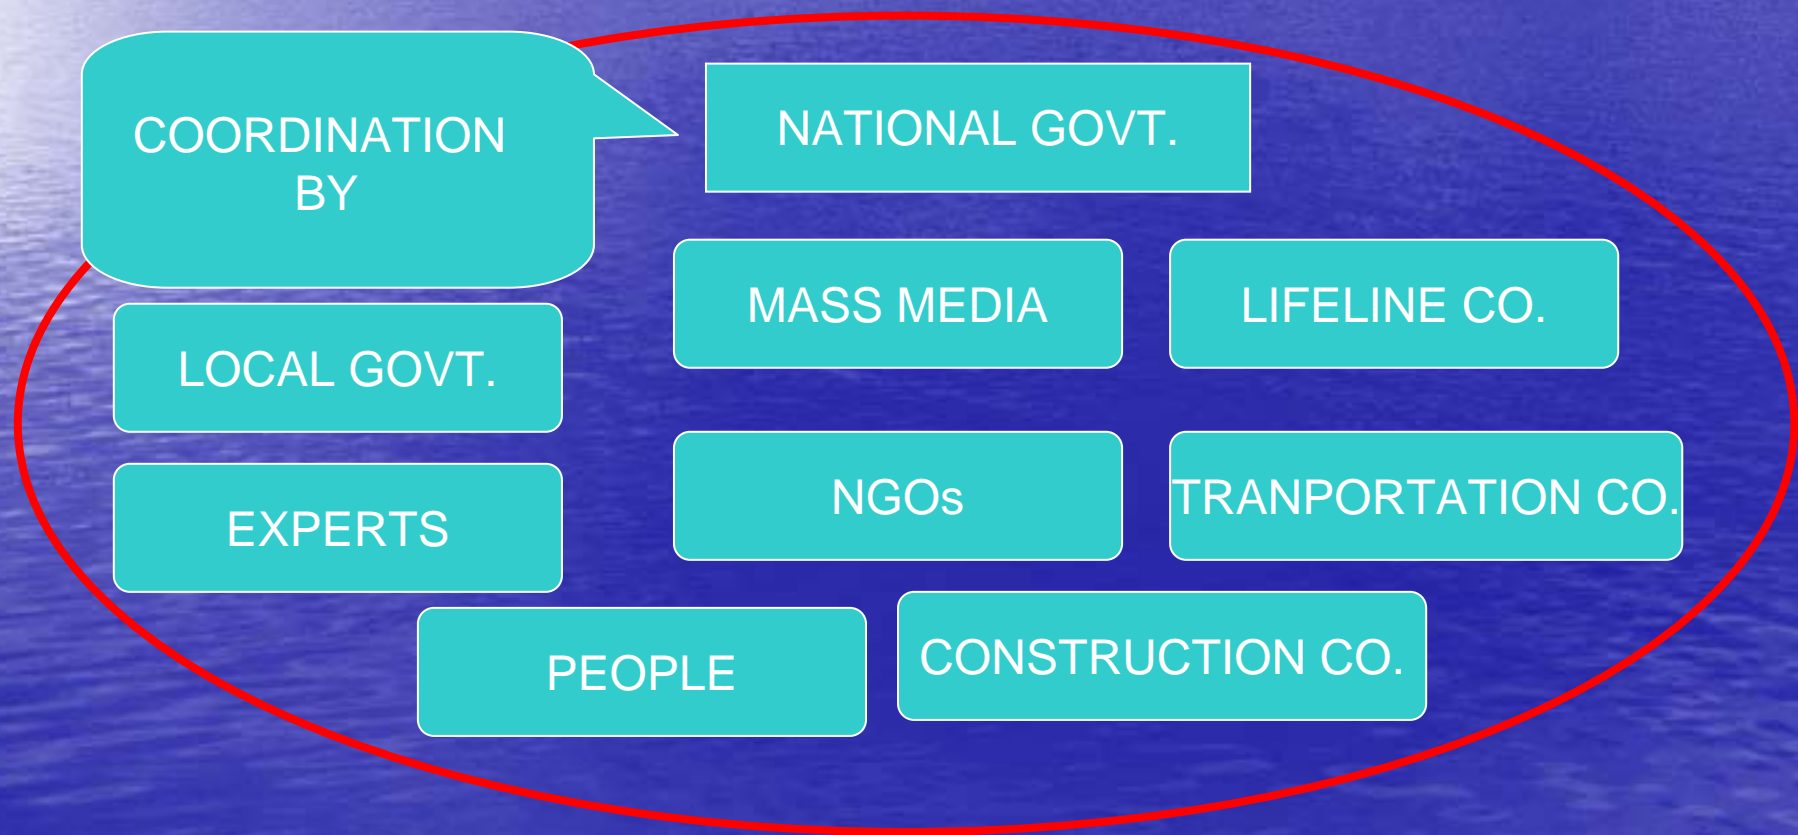 COORDINATION
BY
NATIONAL GOVT.
MASS MEDIA
LIFELINE CO.
LOCAL GOVT.
NGOs
TRANPORTATION CO.
EXPERTS
PEOPLE
CONSTRUCTION CO.